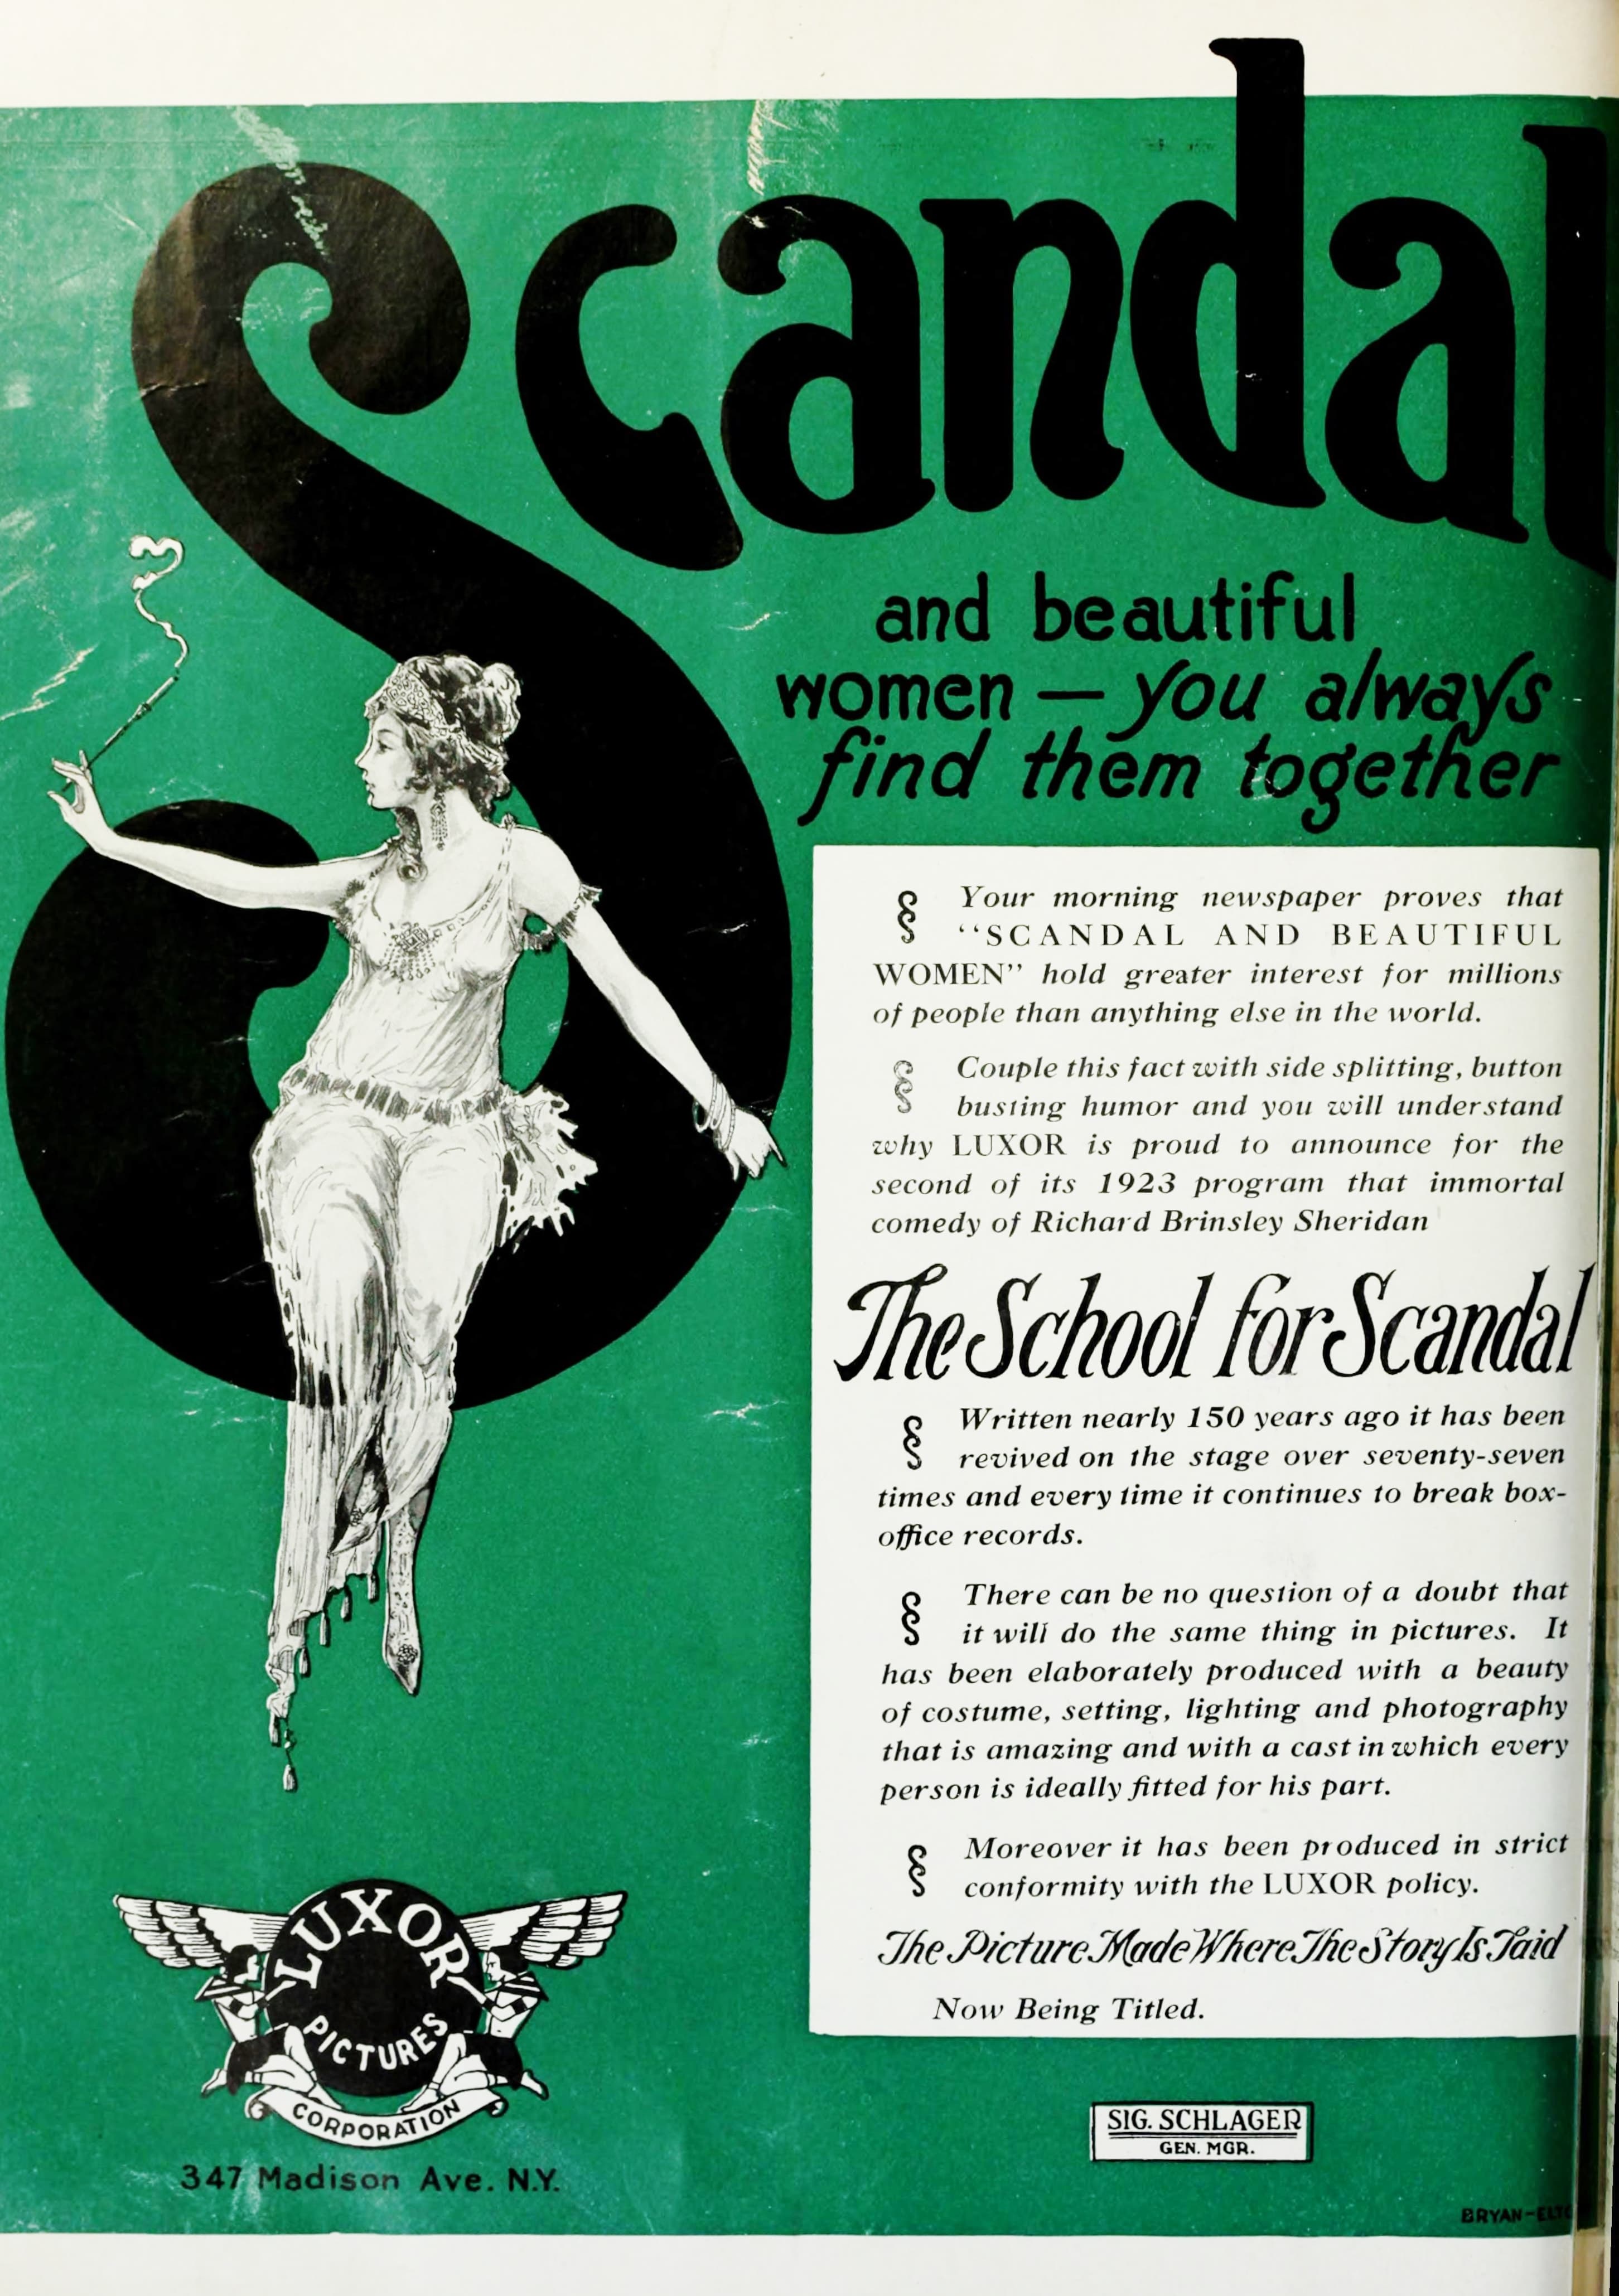 Scandal
and beautiful
women — you always
find them together
Your morning newspaper proves that
“SCANDAL AND BEAUTIFUL
WOMEN” hold greater interest for millions
of people than anything else in the world.
Couple this fact with side splitting, button
busting humor and you will understand
why LUXOR is proud to announce for the
second of its 1923 program that immortal
comedy of Richard Brinsley Sheridan
The School for Scandal
Written nearly 150 years ago it has been
revived on the stage over seventy-seven
times and every time it continues to break box-
office records.
There can be no question of a doubt that
it will do the same thing in pictures. It
has been elaborately produced with a beauty
of costume, setting, lighting and photography
that is amazing and with a cast in which every
person is ideally fitted for his part.
Moreover it has been produced in strict
conformity with the LUXOR policy.
The Picture Made Where The Story Is Laid
Now Being Titled.
LUXOR
PICTURES
CORPORATION
347 Madison Ave. N.Y.
SIG. SCHLAGER
GEN. MGR.
BRYAN-